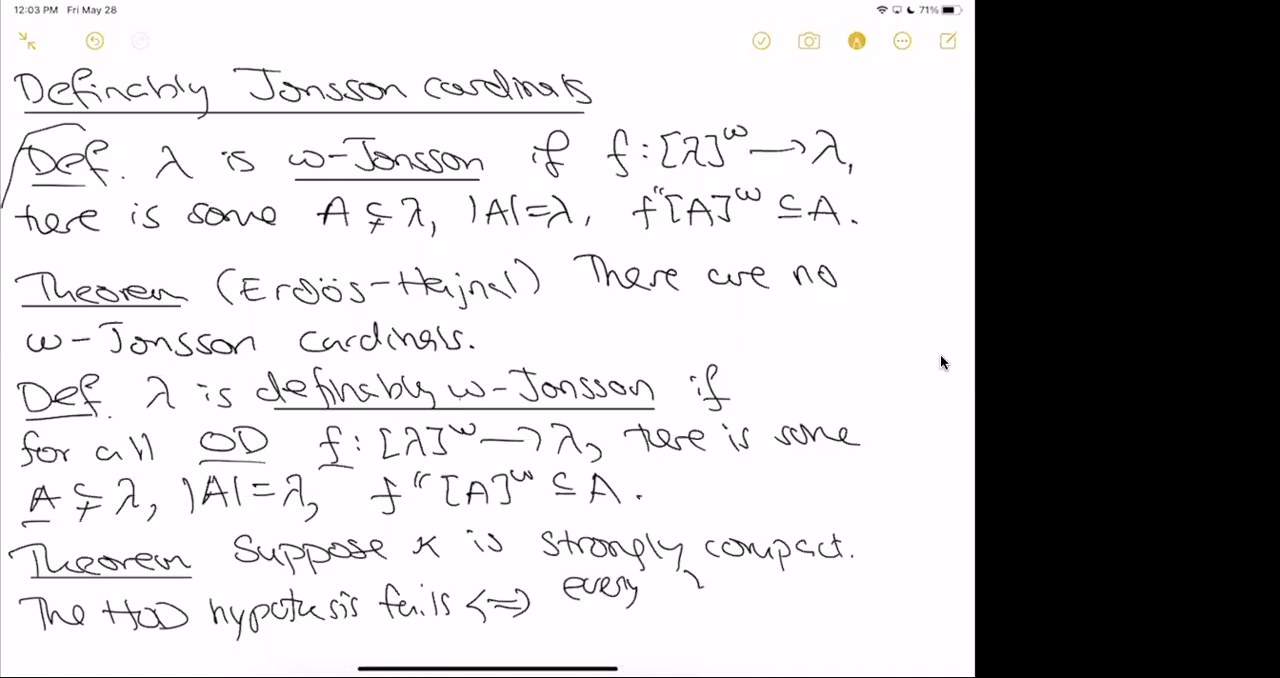 12:03 PM Fri May 28
71%
Definably Jonsson cardinals
Def. λ is ω-Jonsson if f:[λ]^ω → λ,
there is some A ⊊ λ, |A|=λ, f"[A]^ω ⊆ A.
Theorem (Erdös-Hajnal) There are no
ω-Jonsson cardinals.
Def. λ is definably ω-Jonsson if
for all OD f:[λ]^ω → λ, there is some
A ⊊ λ, |A|=λ, f"[A]^ω ⊆ A.
Theorem Suppose κ is strongly compact.
The HOD hypothesis fails ⇔ every